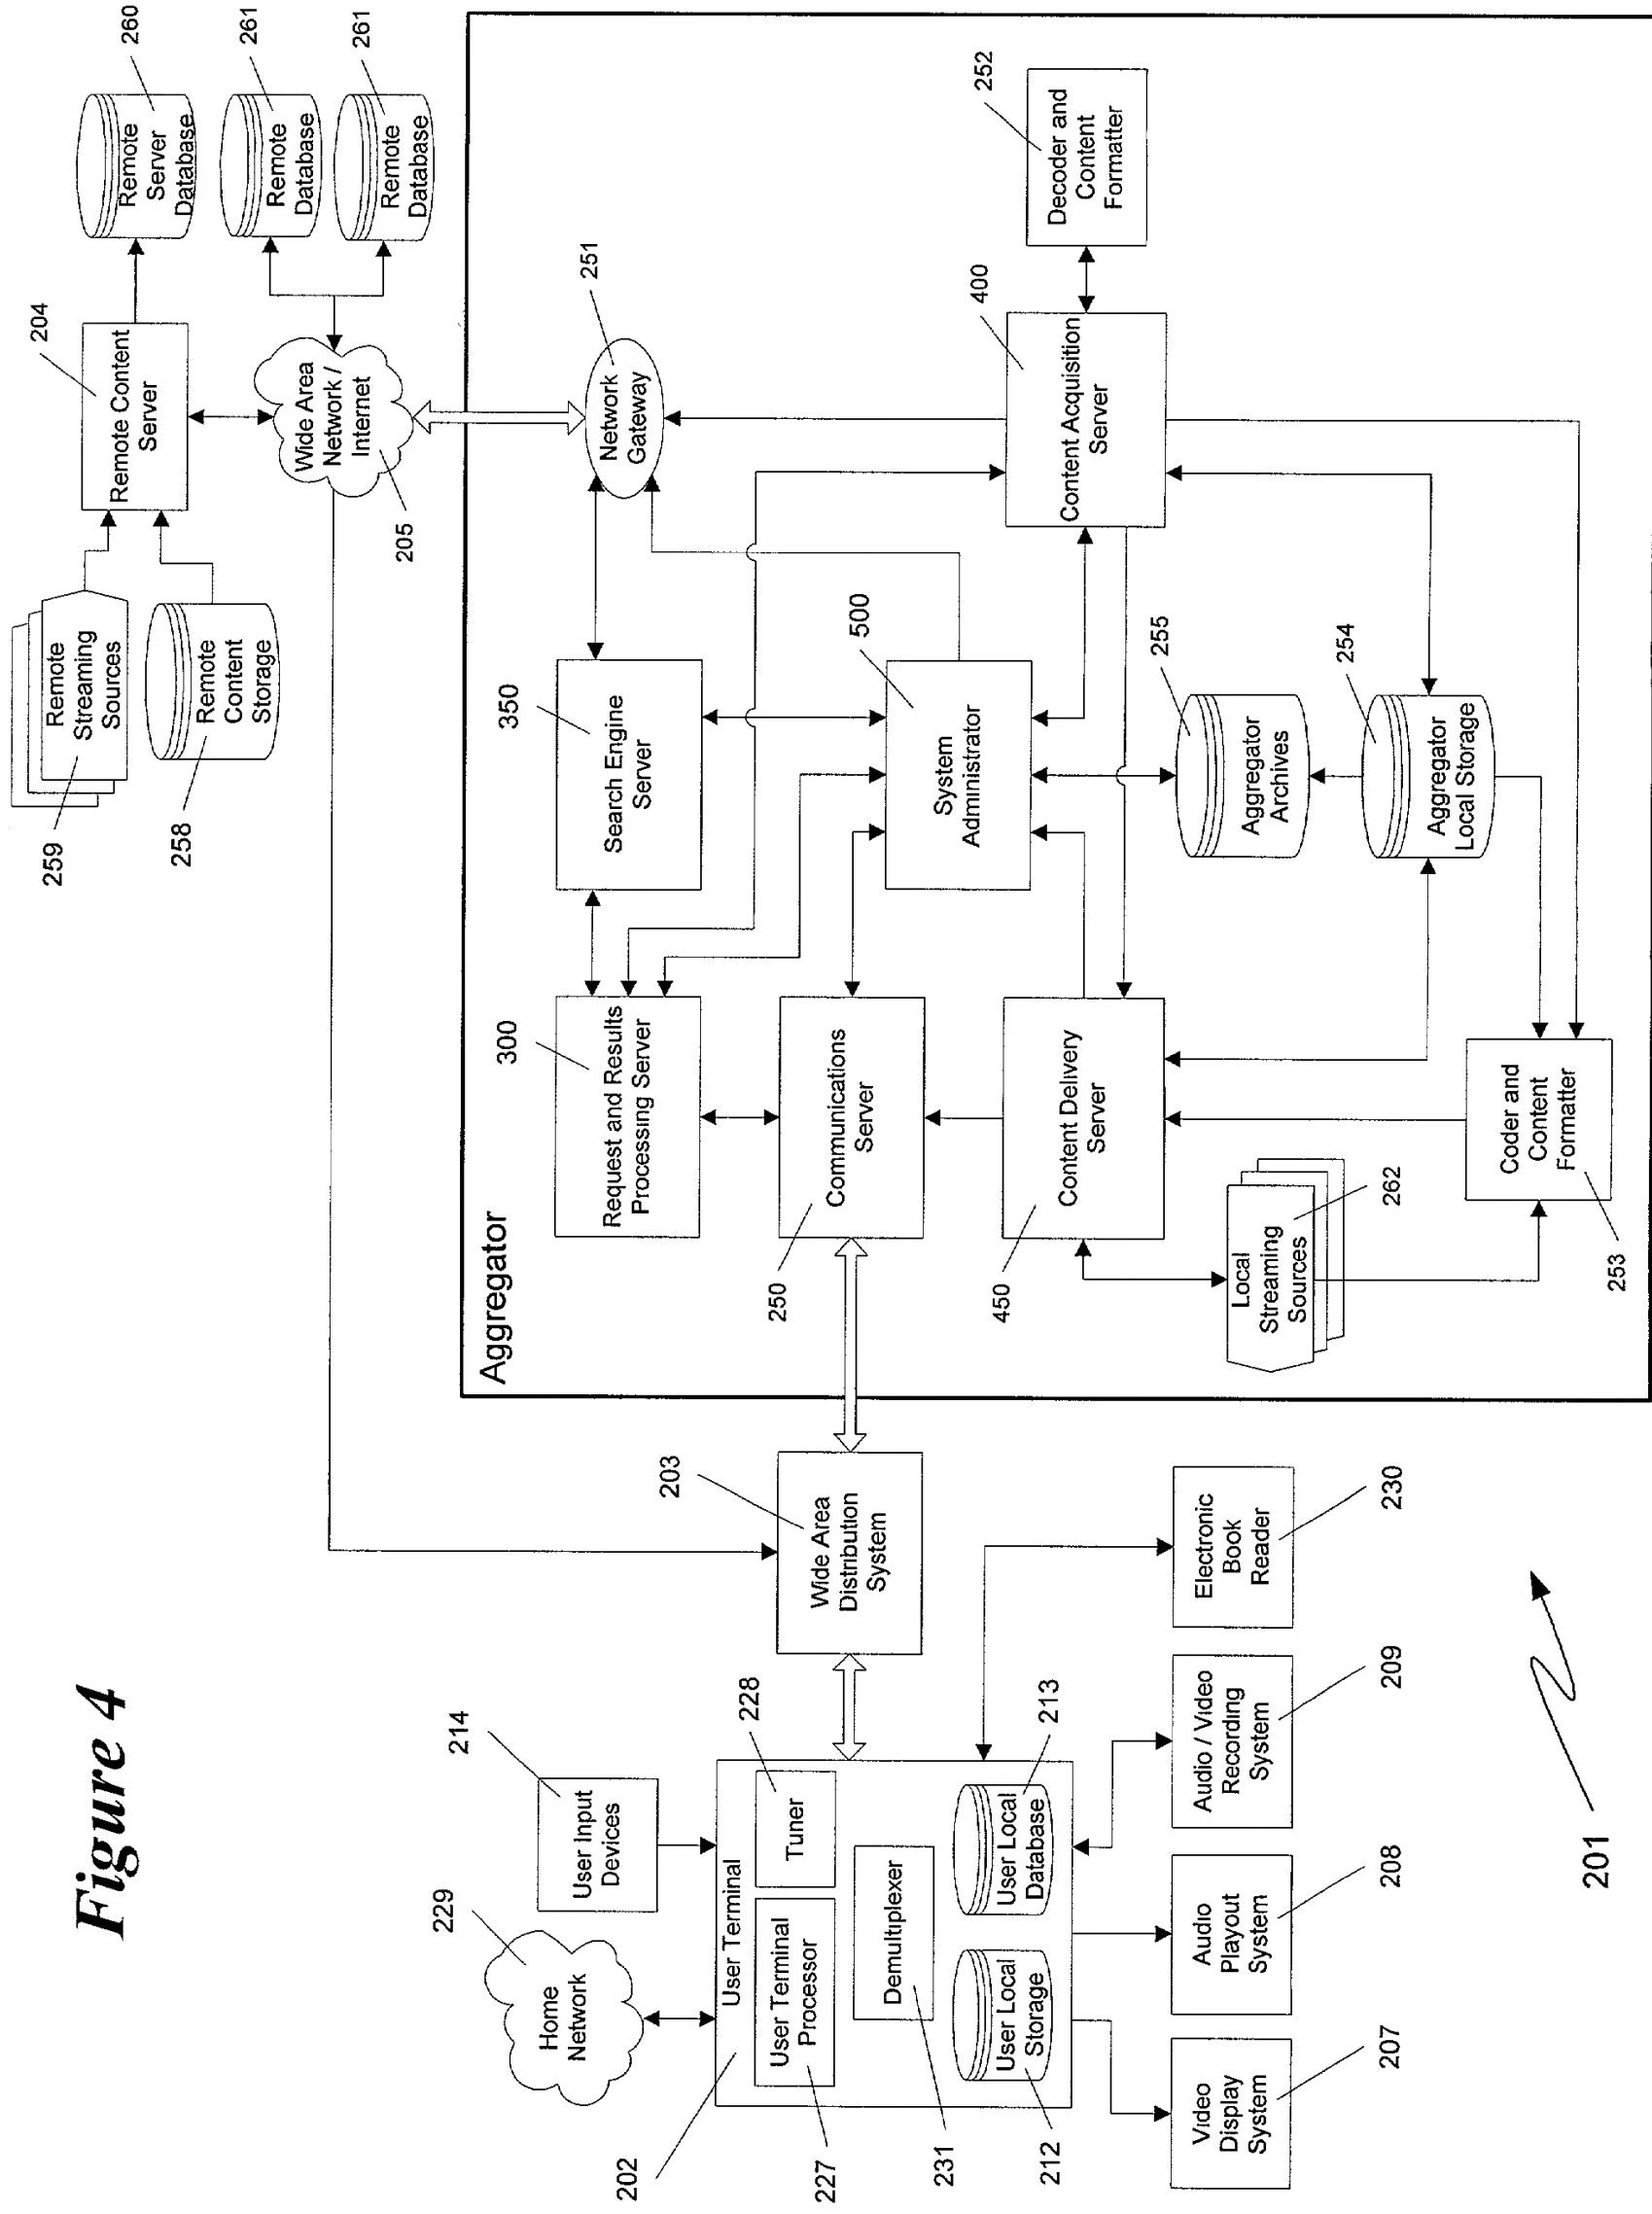 Figure 4
229
Home
Network
214
User Input
Devices
202
User Terminal
227
User Terminal
Processor
228
Tuner
231
Demultiplexer
212
User Local
Storage
213
User Local
Database
207
Video
Display
System
208
Audio
Playout
System
209
Audio / Video
Recording
System
230
Electronic
Book
Reader
201
203
Wide Area
Distribution
System
259
Remote
Streaming
Sources
258
Remote
Content
Storage
204
Remote Content
Server
205
Wide Area
Network /
Internet
260
Remote
Server
Database
261
Remote
Database
261
Remote
Database
Aggregator
300
Request and Results
Processing Server
350
Search Engine
Server
251
Network
Gateway
250
Communications
Server
500
System
Administrator
400
Content Acquisition
Server
252
Decoder and
Content
Formatter
450
Content Delivery
Server
255
Aggregator
Archives
254
Aggregator
Local Storage
262
Local
Streaming
Sources
253
Coder and
Content
Formatter